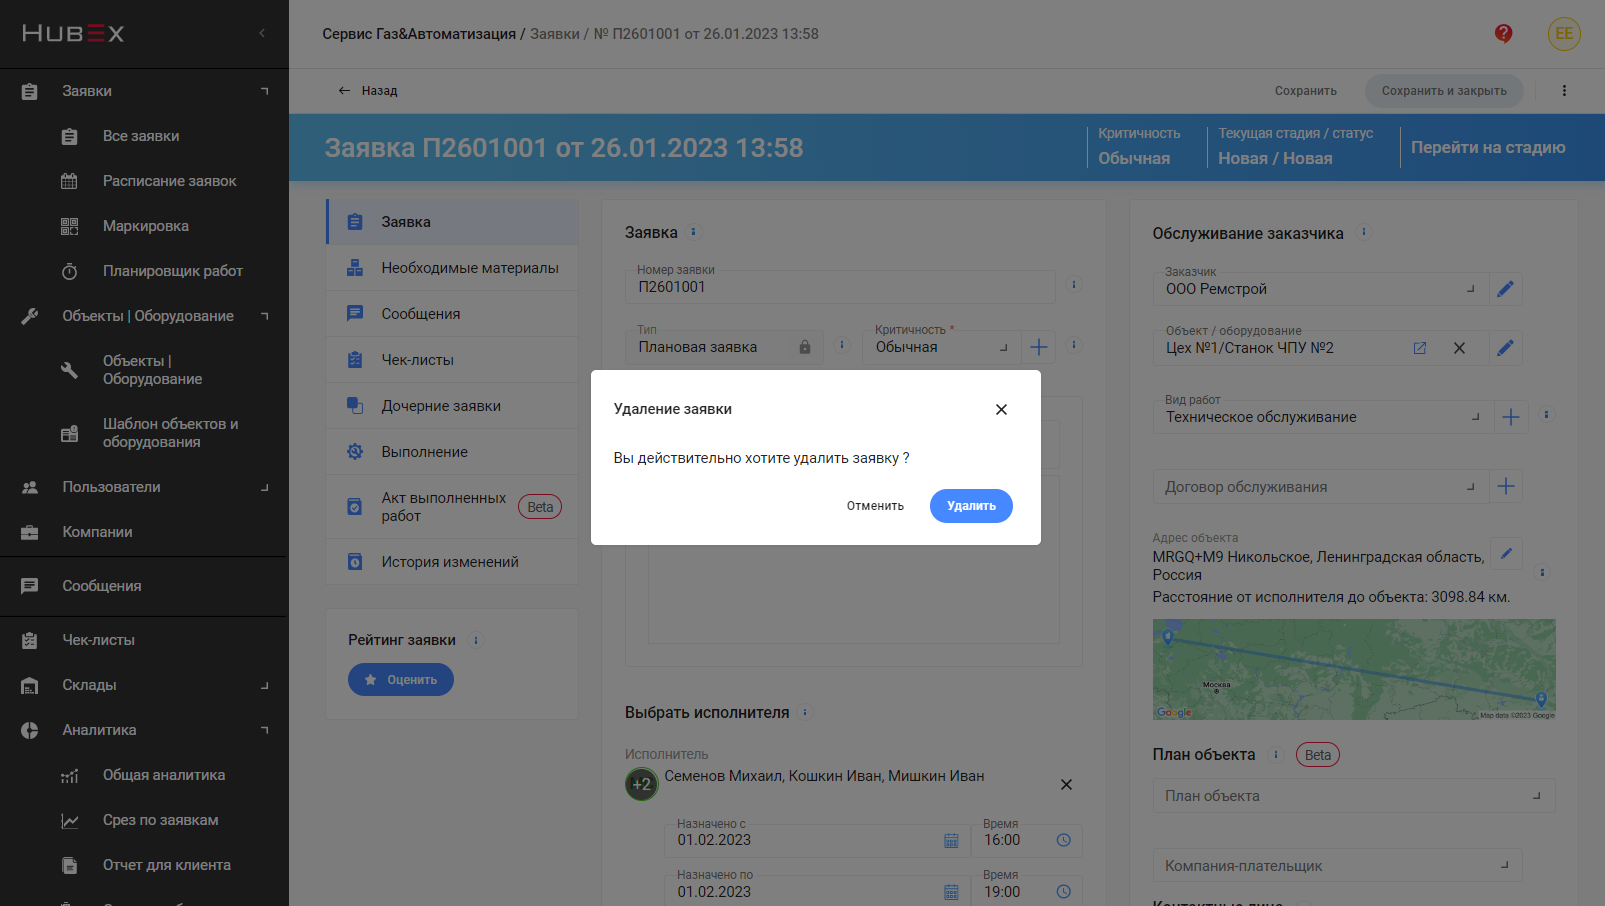 HUBEX
Заявки
Все заявки
Расписание заявок
Маркировка
Планировщик работ
Объекты | Оборудование
Объекты |
Оборудование
Шаблон объектов и
оборудования
Пользователи
Компании
Сообщения
Чек-листы
Склады
Аналитика
Общая аналитика
Срез по заявкам
Отчет для клиента
Сервис Газ&Автоматизация / Заявки / № П2601001 от 26.01.2023 13:58
EE
Назад
Сохранить
Сохранить и закрыть
Заявка П2601001 от 26.01.2023 13:58
Критичность
Обычная
Текущая стадия / статус
Новая / Новая
Перейти на стадию
Заявка
Необходимые материалы
Сообщения
Чек-листы
Дочерние заявки
Выполнение
Акт выполненных
работ
Beta
История изменений
Рейтинг заявки
Оценить
Заявка
Номер заявки
П2601001
Тип
Плановая заявка
Критичность *
Обычная
Удаление заявки
Вы действительно хотите удалить заявку ?
Отменить
Удалить
Выбрать исполнителя
Исполнитель
+2
Семенов Михаил, Кошкин Иван, Мишкин Иван
Назначено с
01.02.2023
Время
16:00
Назначено по
01.02.2023
Время
19:00
Обслуживание заказчика
Заказчик
ООО Ремстрой
Объект / оборудование
Цех №1/Станок ЧПУ №2
Вид работ
Техническое обслуживание
Договор обслуживания
Адрес объекта
MRGQ+M9 Никольское, Ленинградская область,
Россия
Расстояние от исполнителя до объекта: 3098.84 км.
Москва
Google
Map data ©2023 Google
План объекта
Beta
План объекта
Компания-плательщик